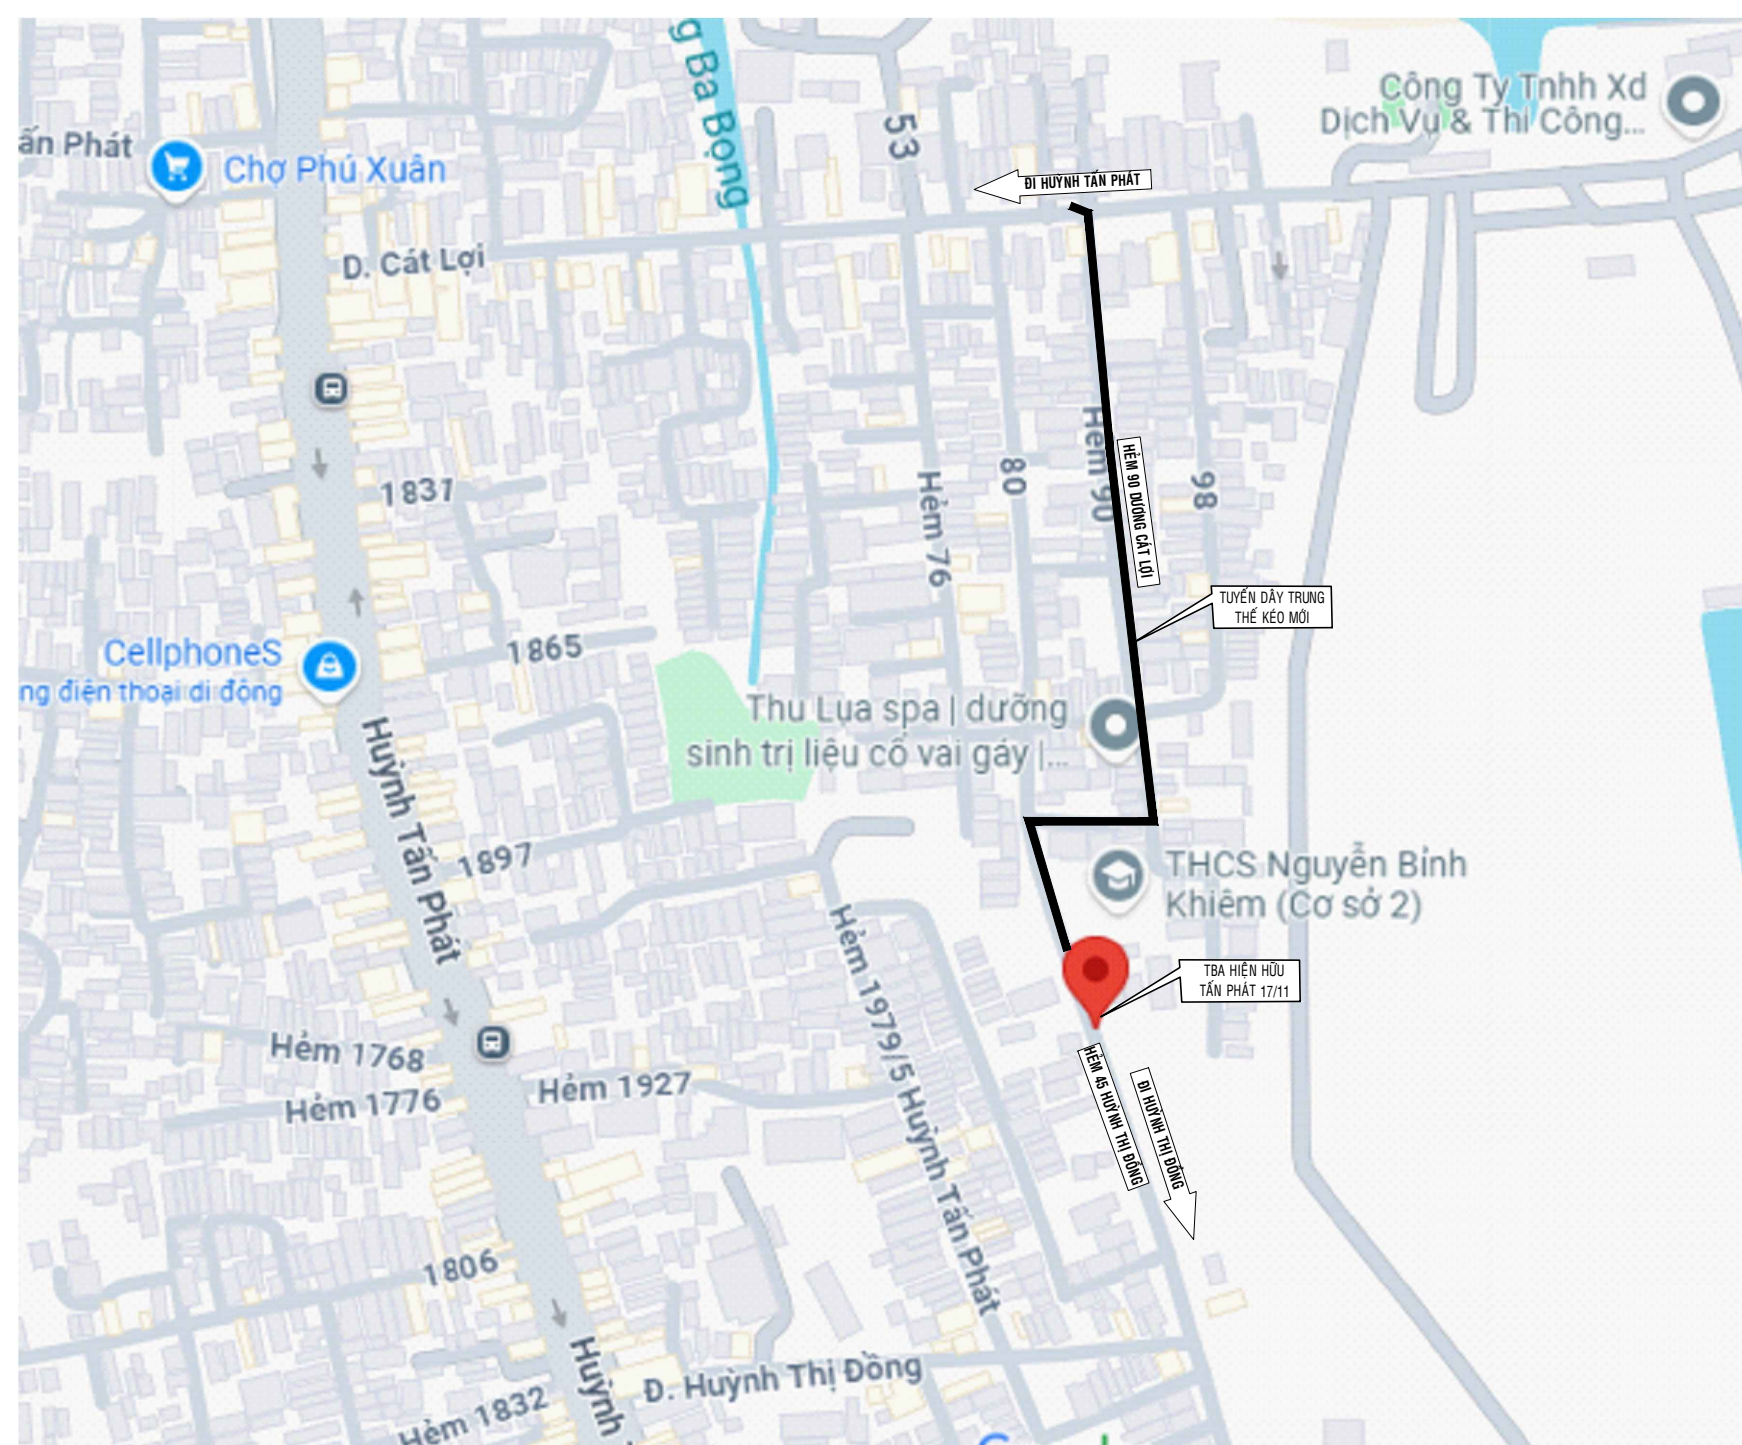 g Ba Bọng
53
Công Ty Tnhh Xd
Dịch Vụ & Thi Công...
ấn Phát
Chợ Phú Xuân
ĐI HUỲNH TẤN PHÁT
D. Cát Lợi
1831
Hẻm 76
80
Hẻm 90
HẺM 90 DƯƠNG CÁT LỢI
98
TUYẾN DÂY TRUNG
THẾ KÉO MỚI
CellphoneS
ng điện thoại di động
1865
Thu Lụa spa | dưỡng
sinh trị liệu cổ vai gáy |...
Huỳnh Tấn Phát
1897
THCS Nguyễn Bỉnh
Khiêm (Cơ sở 2)
TBA HIỆN HỮU
TẤN PHÁT 17/11
Hẻm 1979/5 Huỳnh Tấn Phát
Hẻm 1768
Hẻm 1776
Hẻm 1927
HẺM 45 HUỲNH THỊ ĐỒNG
ĐI HUỲNH THỊ ĐỒNG
1806
Huỳnh
Đ. Huỳnh Thị Đồng
Hẻm 1832